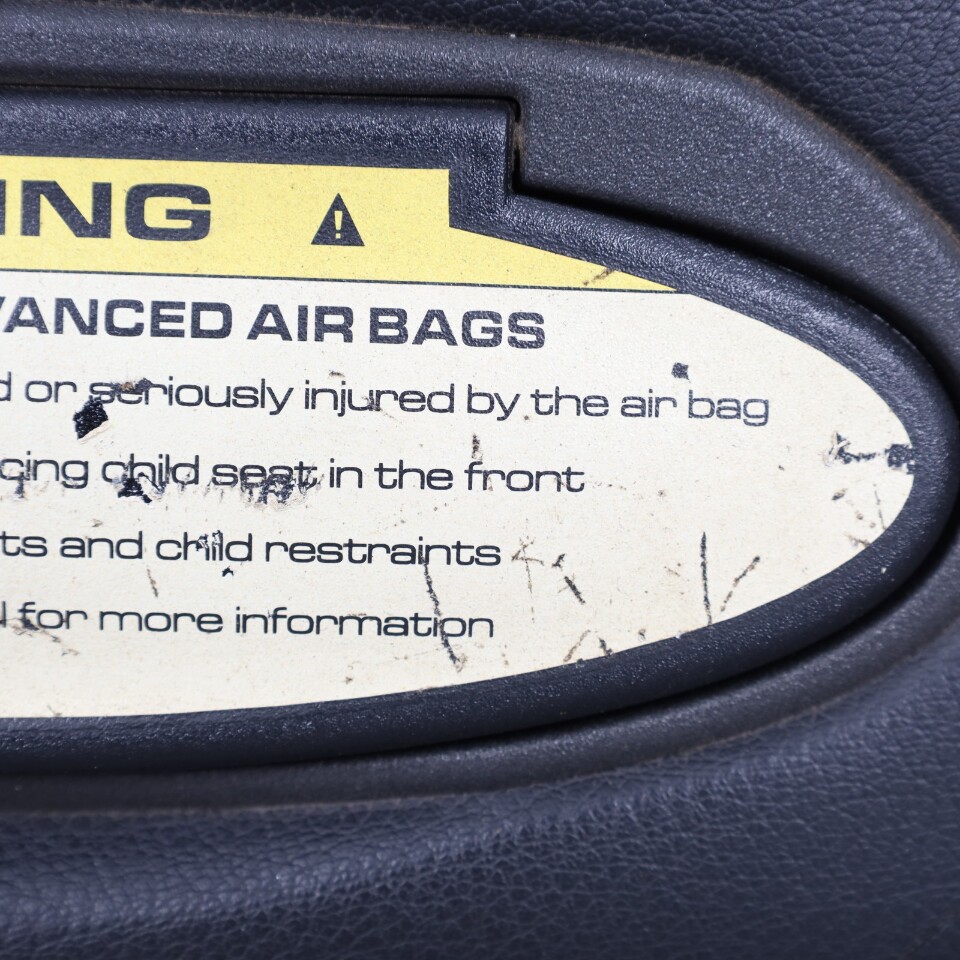 ING
VANCED AIR BAGS
d or seriously injured by the air bag
cing child seat in the front
ts and child restraints
l for more information